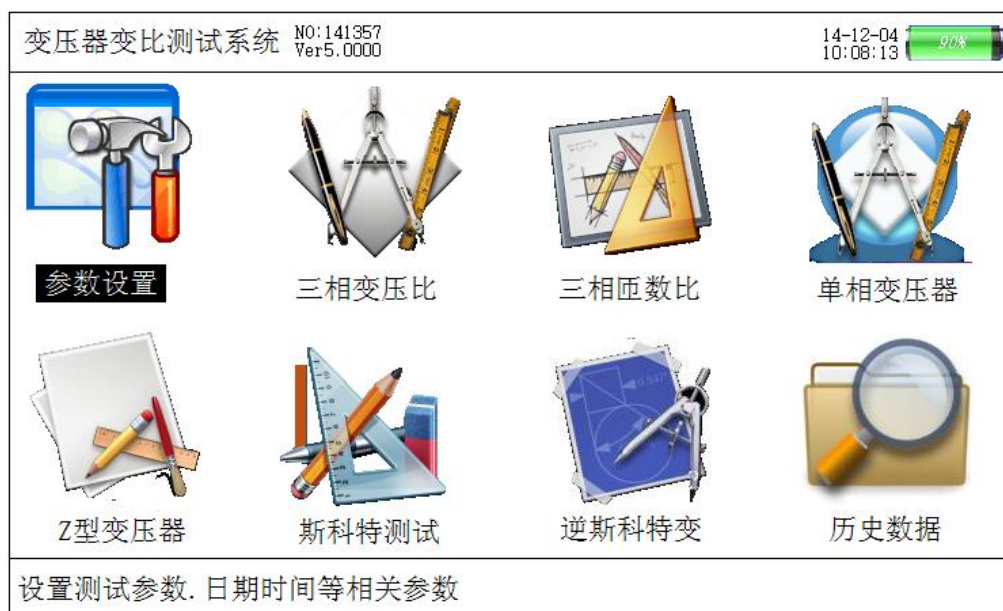 变压器变比测试系统
NO:141357
Ver5.0000
14-12-04
10:08:13
90%
参数设置
三相变压比
三相匝数比
单相变压器
Z型变压器
斯科特测试
逆斯科特变
历史数据
设置测试参数.日期时间等相关参数